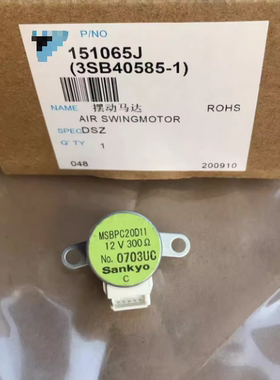 P/NO
151065J
(3SB40585-1)
NAME 摆动马达 ROHS
AIR SWINGMOTOR
SPEC DSZ
Q'TY 1
048 200910
MSBPC20D11
12V 300Ω
No. 0703UC
Sankyo
C